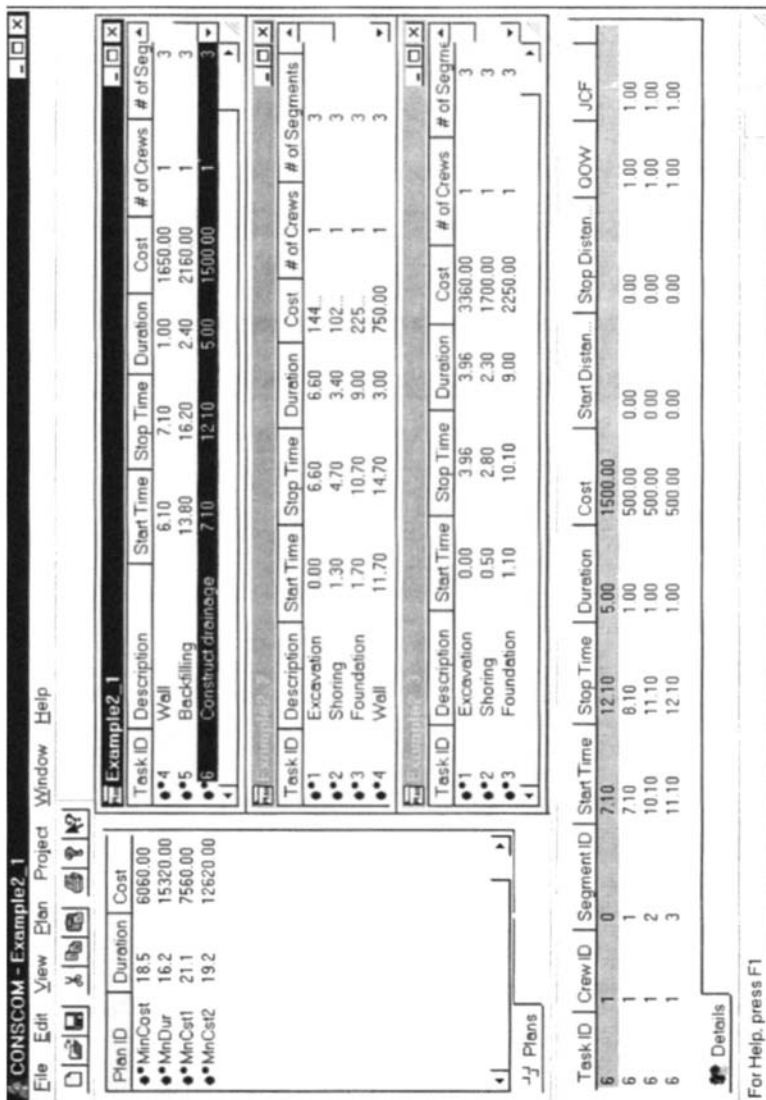 CONSCOM - Example2_1
File Edit View Plan Project Window Help
Plan ID Duration Cost
MinCost 18.5 6060.00
MnDur 16.2 15320.00
MnCst1 21.1 7560.00
MnCst2 19.2 12620.00
Plans
Example2_1
Task ID Description Start Time Stop Time Duration Cost # of Crews # of Segu
4 Wall 6.10 7.10 1.00 1650.00 1 3
5 Backfilling 13.80 16.20 2.40 2160.00 1 3
6 Construct drainage 7.10 12.10 5.00 1500.00 1 3
Example2_7
Task ID Description Start Time Stop Time Duration Cost # of Crews # of Segments
1 Excavation 0.00 6.60 6.60 144... 1 3
2 Shoring 1.30 4.70 3.40 102... 1 3
3 Foundation 1.70 10.70 9.00 225... 1 3
4 Wall 11.70 14.70 3.00 750.00 1 3
Example2_3
Task ID Description Start Time Stop Time Duration Cost # of Crews # of Segme
1 Excavation 0.00 3.96 3.96 3360.00 1 3
2 Shoring 0.50 2.80 2.30 1700.00 1 3
3 Foundation 1.10 10.10 9.00 2250.00 1 3
Task ID Crew ID Segment ID Start Time Stop Time Duration Cost Start Distan... Stop Distan... QOW JCF
6 1 0 7.10 12.10 5.00 1500.00
6 1 1 7.10 8.10 1.00 500.00 0.00 0.00 1.00 1.00
6 1 2 10.10 11.10 1.00 500.00 0.00 0.00 1.00 1.00
6 1 3 11.10 12.10 1.00 500.00 0.00 0.00 1.00 1.00
Details
For Help, press F1